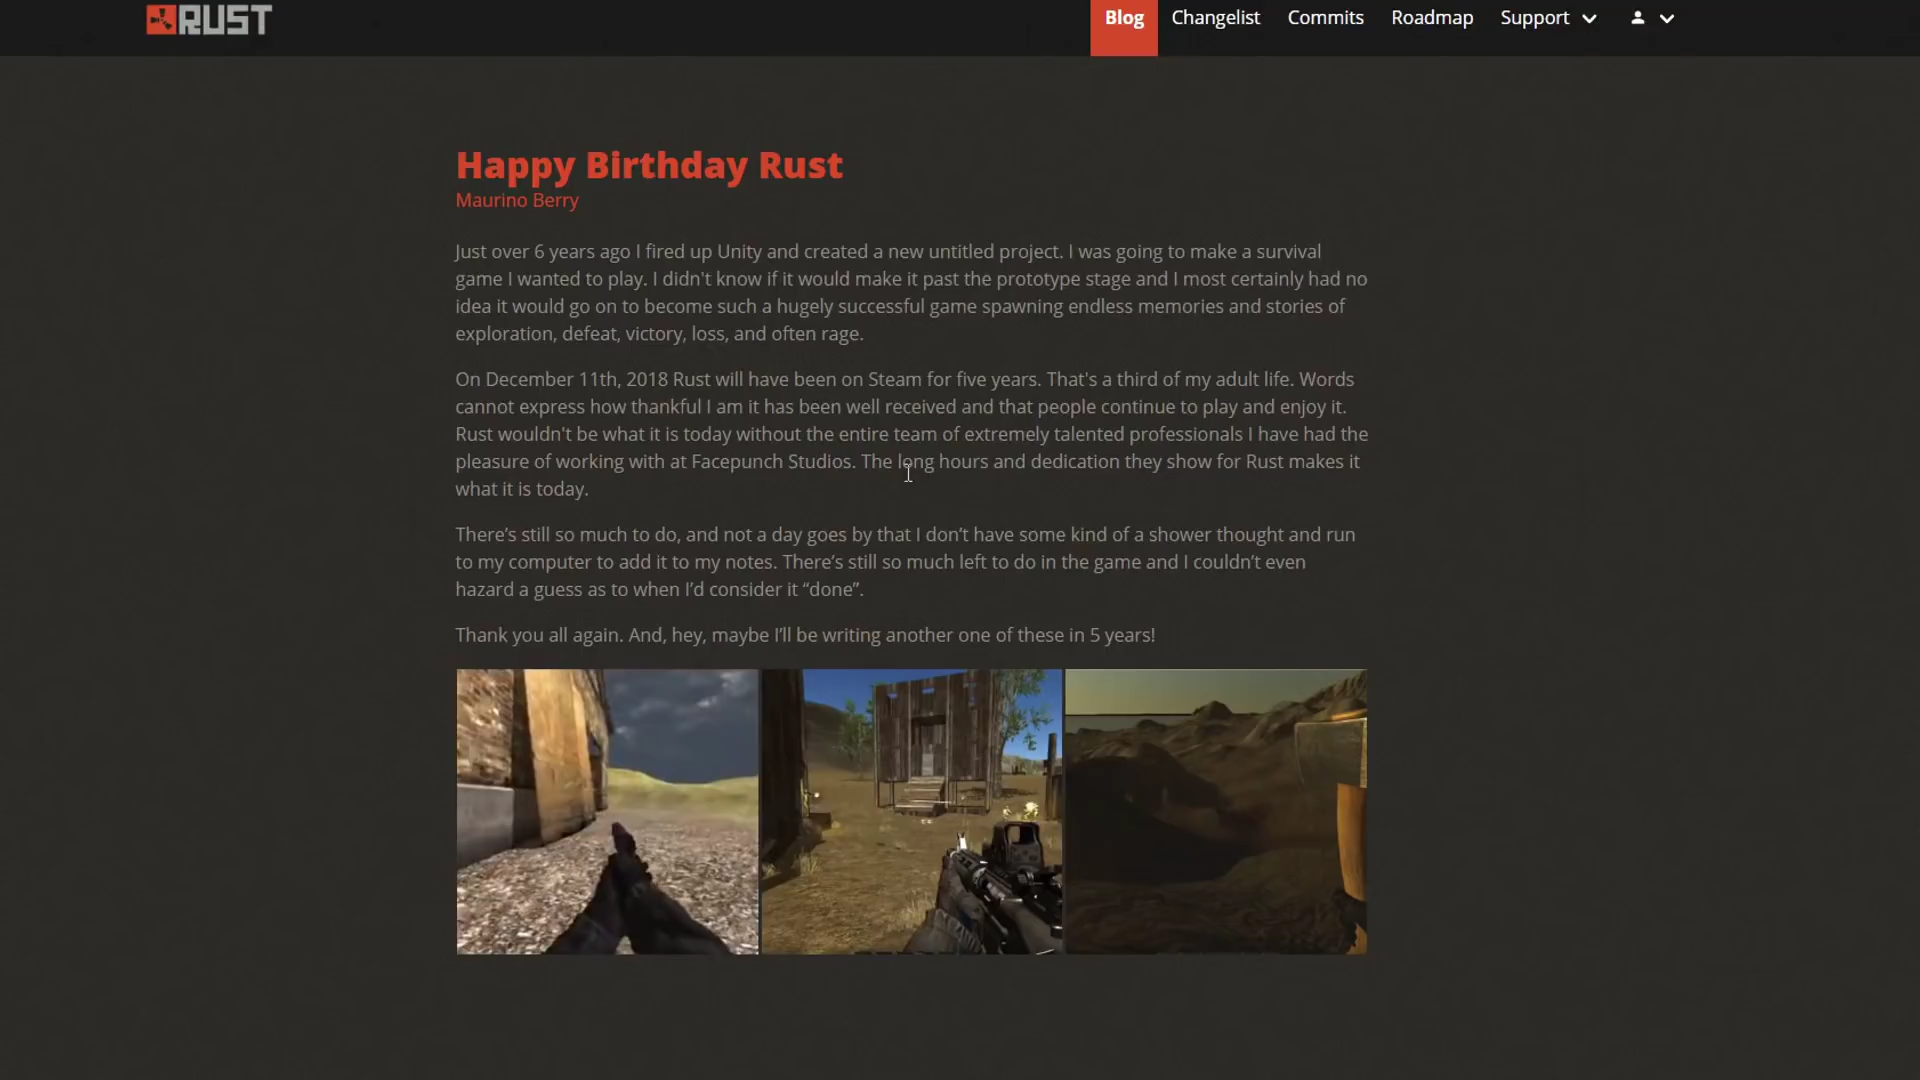 RUST
Blog
Changelist
Commits
Roadmap
Support
Happy Birthday Rust
Maurino Berry
Just over 6 years ago I fired up Unity and created a new untitled project. I was going to make a survival
game I wanted to play. I didn't know if it would make it past the prototype stage and I most certainly had no
idea it would go on to become such a hugely successful game spawning endless memories and stories of
exploration, defeat, victory, loss, and often rage.
On December 11th, 2018 Rust will have been on Steam for five years. That's a third of my adult life. Words
cannot express how thankful I am it has been well received and that people continue to play and enjoy it.
Rust wouldn't be what it is today without the entire team of extremely talented professionals I have had the
pleasure of working with at Facepunch Studios. The long hours and dedication they show for Rust makes it
what it is today.
There’s still so much to do, and not a day goes by that I don’t have some kind of a shower thought and run
to my computer to add it to my notes. There’s still so much left to do in the game and I couldn’t even
hazard a guess as to when I’d consider it “done”.
Thank you all again. And, hey, maybe I’ll be writing another one of these in 5 years!